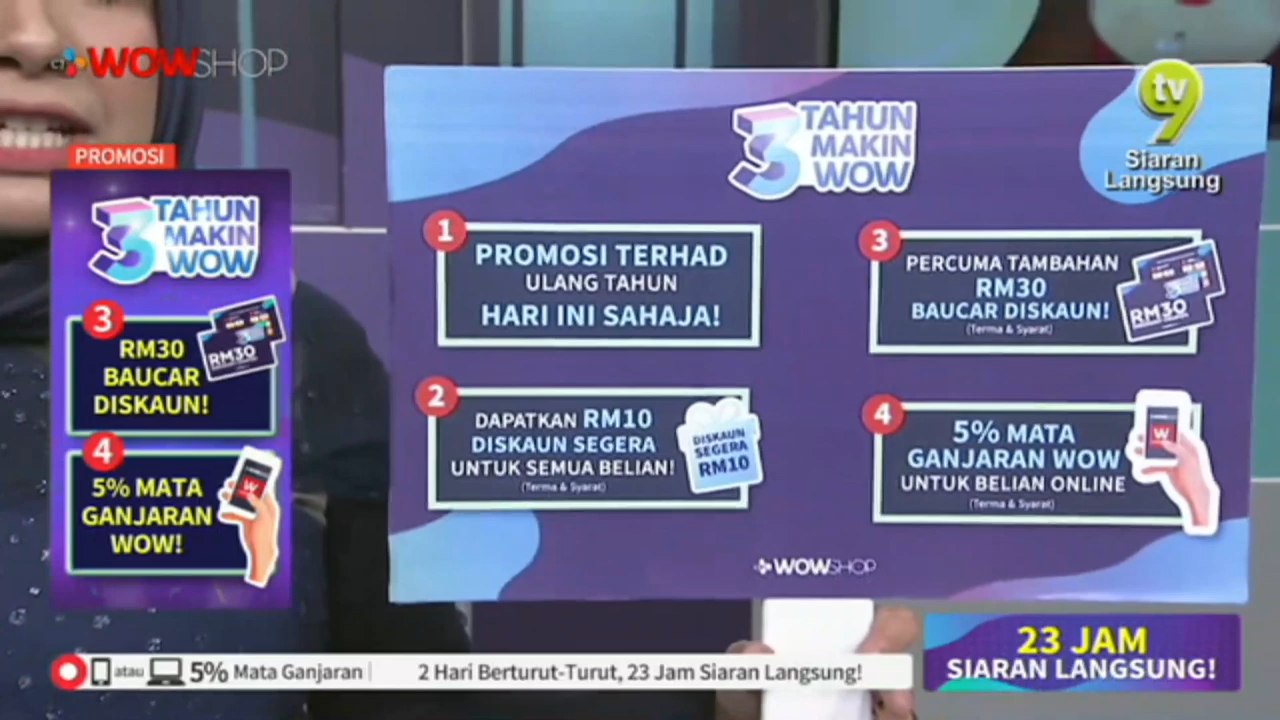 CJ WOWSHOP
PROMOSI
3 TAHUN
MAKIN
WOW
3
RM30
BAUCAR
DISKAUN!
RM30
4
5% MATA
GANJARAN
WOW!
W
3 TAHUN
MAKIN
WOW
tv
9
Siaran
Langsung
1
PROMOSI TERHAD
ULANG TAHUN
HARI INI SAHAJA!
2
DAPATKAN RM10
DISKAUN SEGERA
UNTUK SEMUA BELIAN!
(Terma & Syarat)
DISKAUN
SEGERA
RM10
3
PERCUMA TAMBAHAN
RM30
BAUCAR DISKAUN!
(Terma & Syarat)
RM30
4
5% MATA
GANJARAN WOW
UNTUK BELIAN ONLINE
(Terma & Syarat)
W
WOWSHOP
atau 5% Mata Ganjaran
2 Hari Berturut-Turut, 23 Jam Siaran Langsung!
23 JAM
SIARAN LANGSUNG!